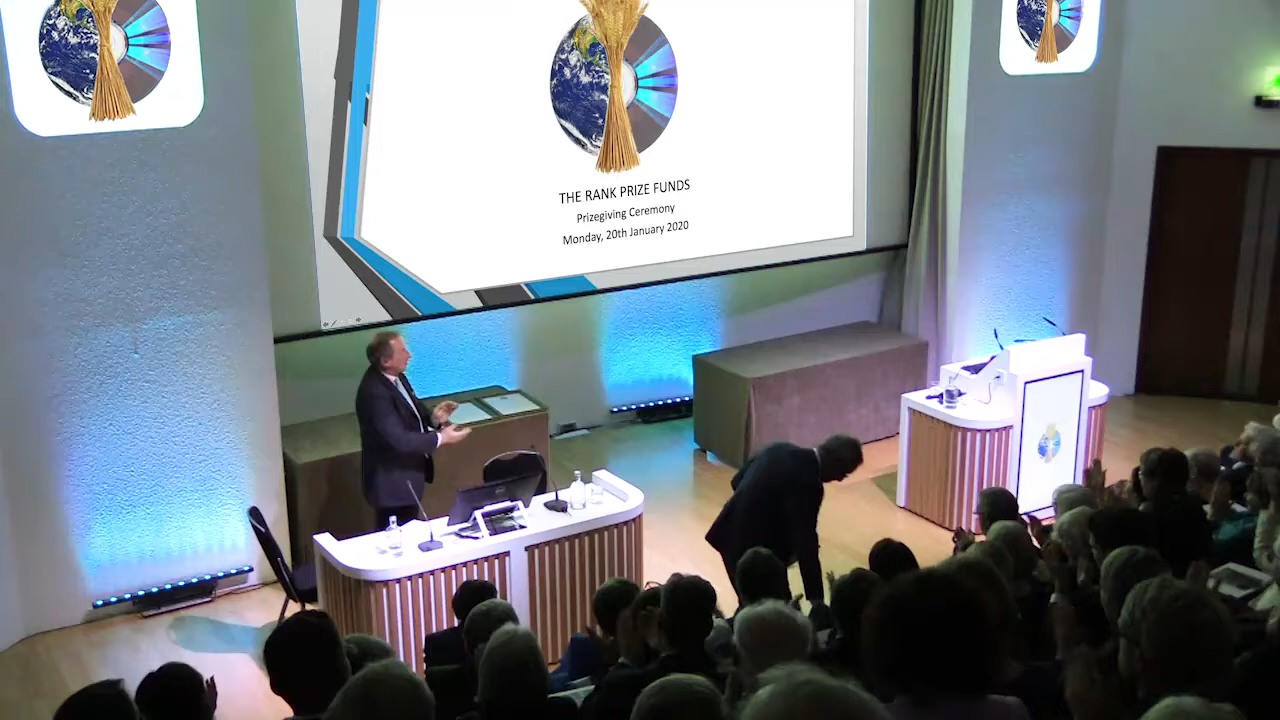 THE RANK PRIZE FUNDS
Prizegiving Ceremony
Monday, 20th January 2020